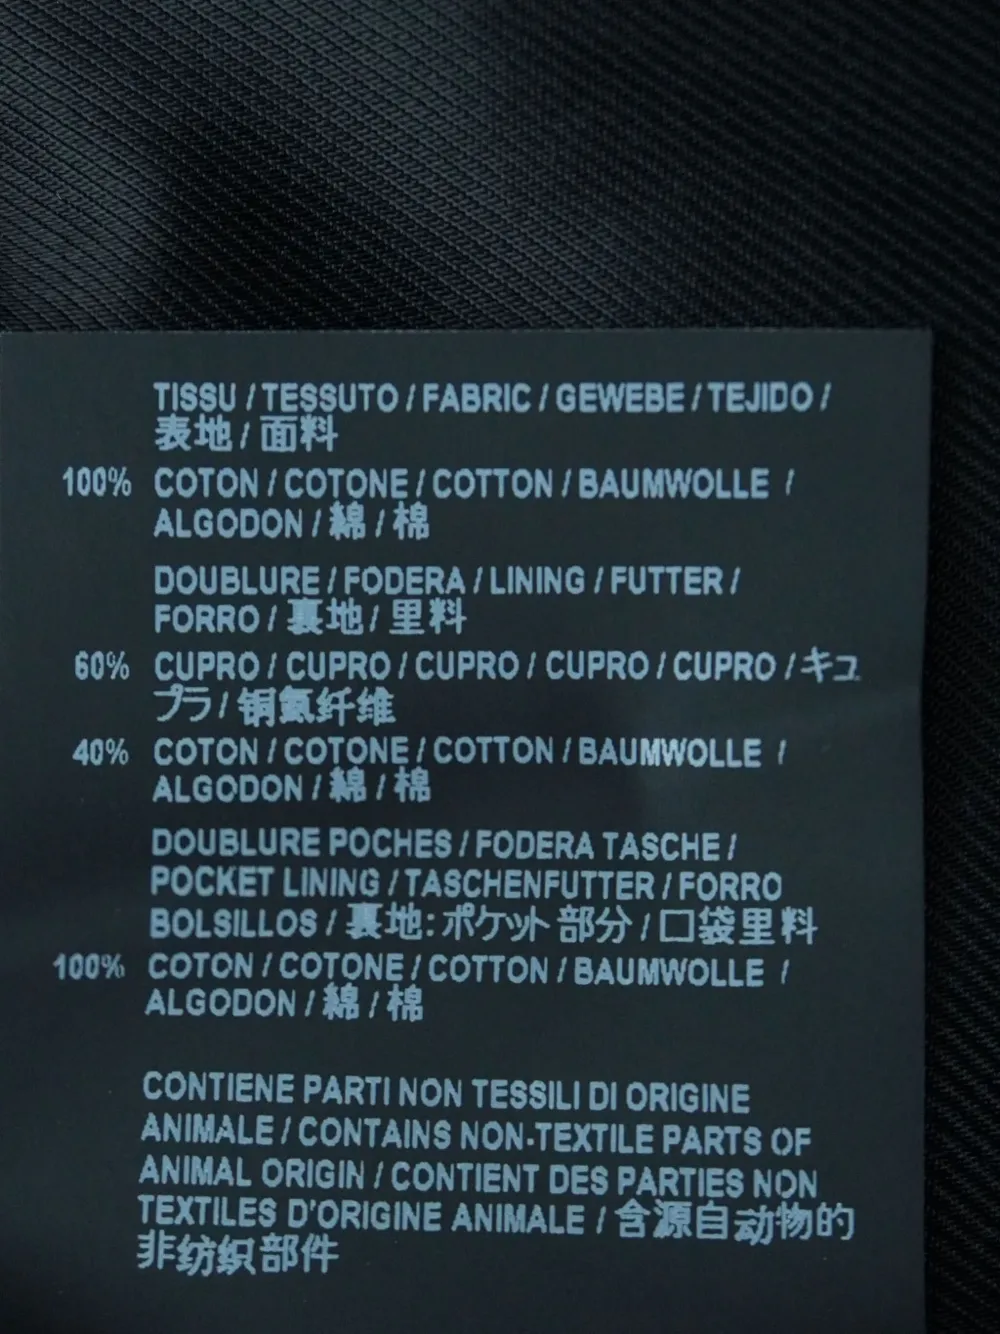 TISSU / TESSUTO / FABRIC / GEWEBE / TEJIDO /
表地 / 面料
100% COTON / COTONE / COTTON / BAUMWOLLE /
ALGODON / 綿 / 棉
DOUBLURE / FODERA / LINING / FUTTER /
FORRO / 裏地 / 里料
60% CUPRO / CUPRO / CUPRO / CUPRO / CUPRO / キュ
プラ / 铜氨纤维
40% COTON / COTONE / COTTON / BAUMWOLLE /
ALGODON / 綿 / 棉
DOUBLURE POCHES / FODERA TASCHE /
POCKET LINING / TASCHENFUTTER / FORRO
BOLSILLOS / 裏地:ポケット部分 / 口袋里料
100% COTON / COTONE / COTTON / BAUMWOLLE /
ALGODON / 綿 / 棉
CONTIENE PARTI NON TESSILI DI ORIGINE
ANIMALE / CONTAINS NON-TEXTILE PARTS OF
ANIMAL ORIGIN / CONTIENT DES PARTIES NON
TEXTILES D'ORIGINE ANIMALE / 含源自动物的
非纺织部件